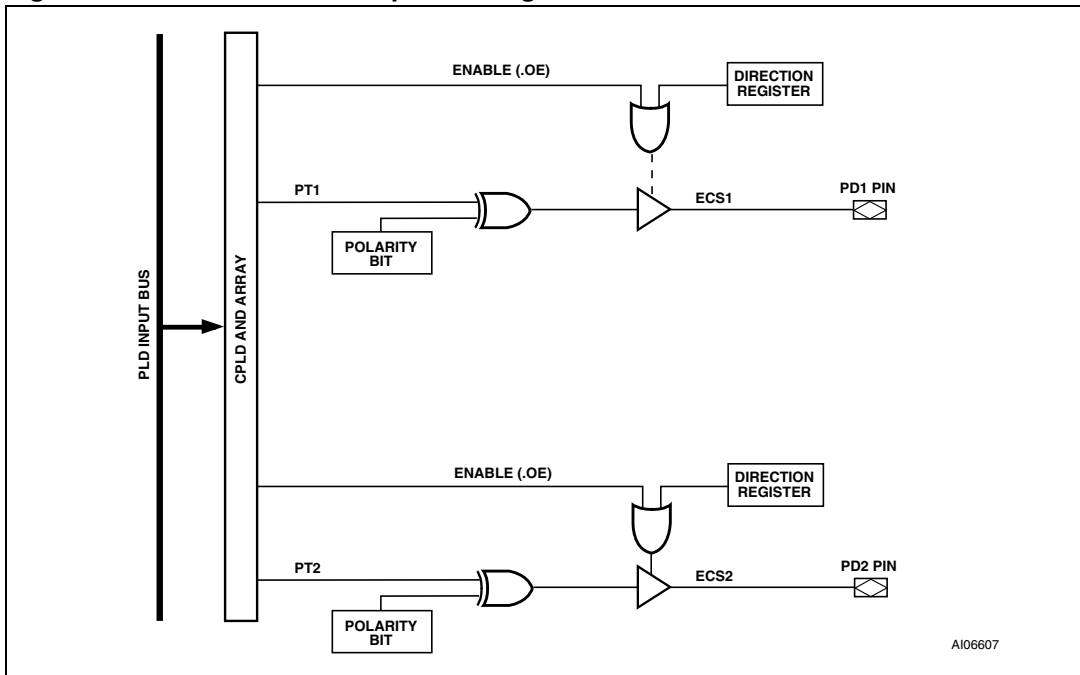 ENABLE (.OE)
DIRECTION
REGISTER
PT1
ECS1
PD1 PIN
POLARITY
BIT
PLD INPUT BUS
CPLD AND ARRAY
ENABLE (.OE)
DIRECTION
REGISTER
PT2
ECS2
PD2 PIN
POLARITY
BIT
AI06607